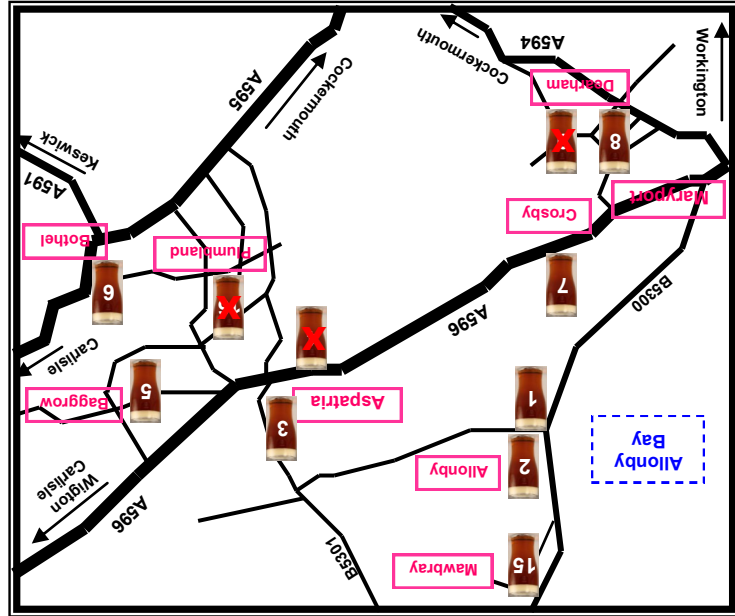 Mawbray
15
B5301
A596
Wigton
Carlisle
Allonby
Bay
Allonby
2
1
3
Aspatria
5
Baggrow
Carlisle
X
X
B5300
A596
7
6
Plumbland
Bothel
Maryport
Crosby
A591
Keswick
8
X
Dearham
A595
Cockermouth
Workington
A594
Cockermouth